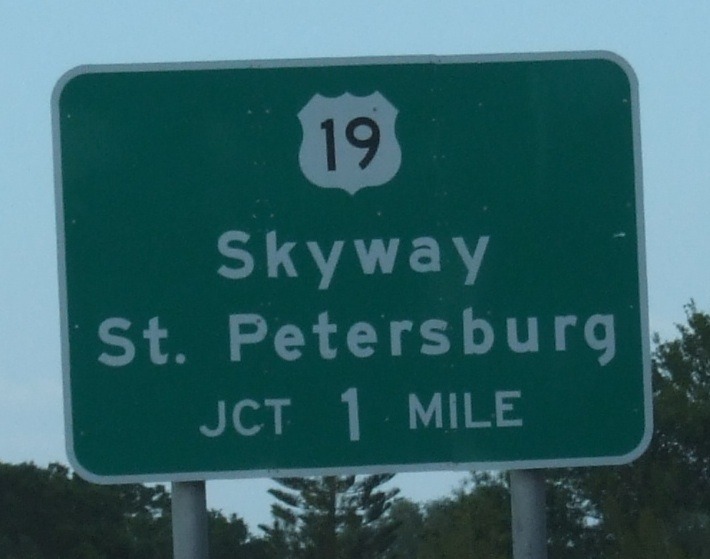 19
Skyway
St. Petersburg
JCT 1 MILE